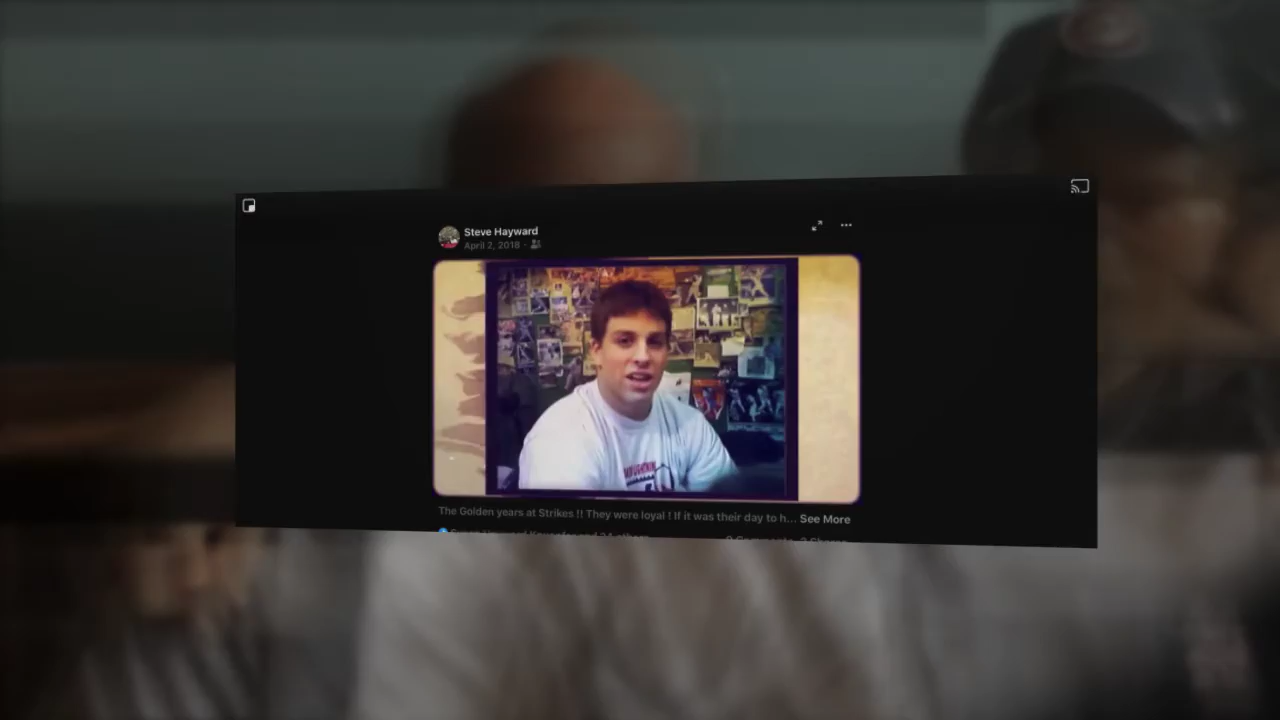 Steve Hayward
April 2, 2018 ·
The Golden years at Strikes !! They were loyal ! If it was their day to h... See More